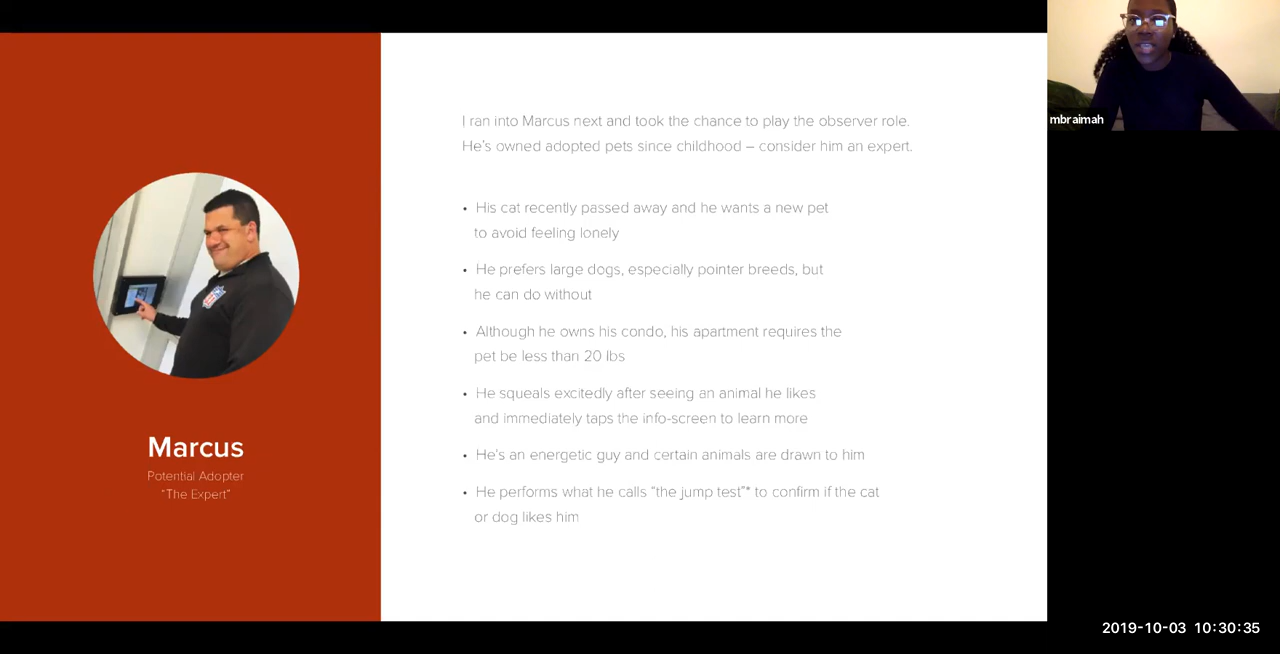 mbraimah
I ran into Marcus next and took the chance to play the observer role.
He's owned adopted pets since childhood – consider him an expert.
• His cat recently passed away and he wants a new pet
to avoid feeling lonely
• He prefers large dogs, especially pointer breeds, but
he can do without
• Although he owns his condo, his apartment requires the
pet be less than 20 lbs
• He squeals excitedly after seeing an animal he likes
and immediately taps the info-screen to learn more
• He's an energetic guy and certain animals are drawn to him
• He performs what he calls “the jump test”* to confirm if the cat
or dog likes him
Marcus
Potential Adopter
“The Expert”
2019-10-03 10:30:35